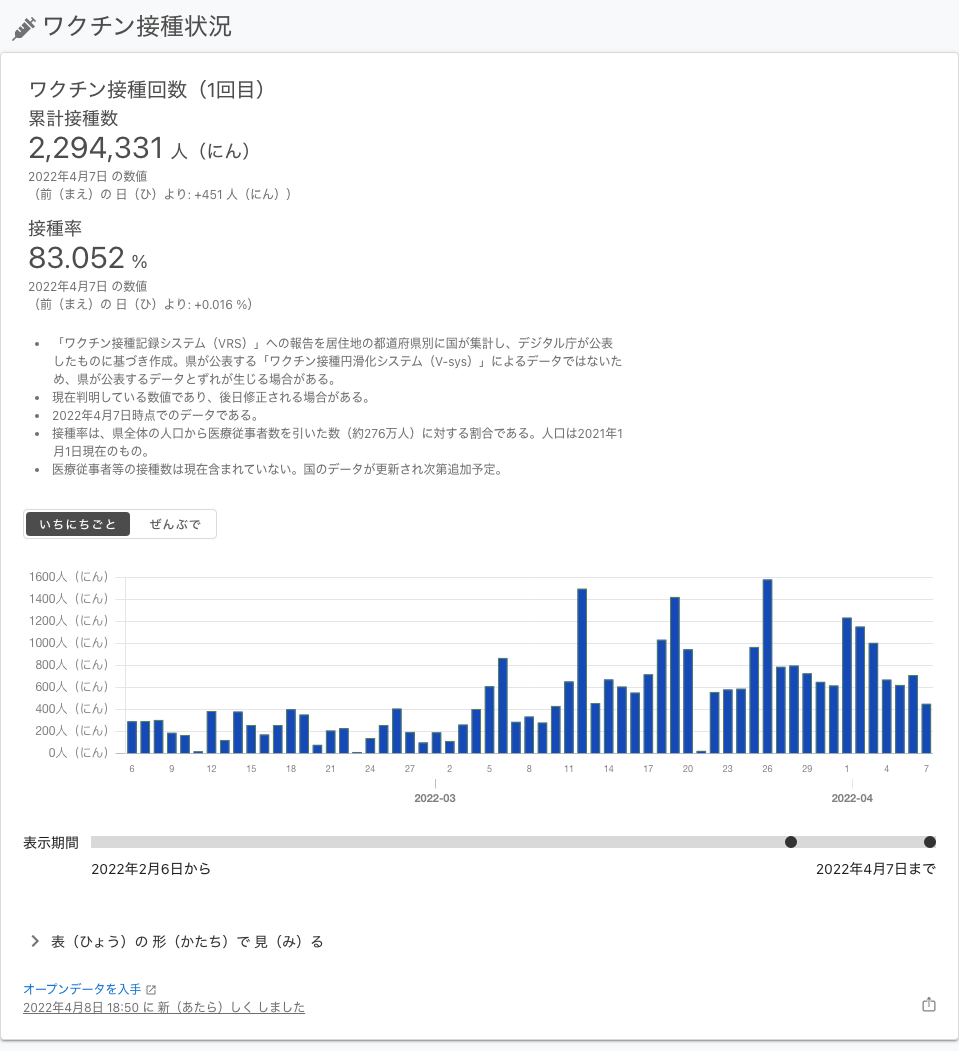 ワクチン接種状況
ワクチン接種回数（1回目）
累計接種数
2,294,331 人（にん）
2022年4月7日 の数値
（前（まえ）の 日（ひ）より: +451 人（にん））
接種率
83.052 %
2022年4月7日 の数値
（前（まえ）の 日（ひ）より: +0.016 %）
• 「ワクチン接種記録システム（VRS）」への報告を居住地の都道府県別に国が集計し、デジタル庁が公表
したものに基づき作成。県が公表する「ワクチン接種円滑化システム（V-sys）」によるデータではないた
め、県が公表するデータとずれが生じる場合がある。
• 現在判明している数値であり、後日修正される場合がある。
• 2022年4月7日時点でのデータである。
• 接種率は、県全体の人口から医療従事者数を引いた数（約276万人）に対する割合である。人口は2021年1
月1日現在のもの。
• 医療従事者等の接種数は現在含まれていない。国のデータが更新され次第追加予定。
いちにちごと ぜんぶで
1600人（にん）
1400人（にん）
1200人（にん）
1000人（にん）
800人（にん）
600人（にん）
400人（にん）
200人（にん）
0人（にん）
6 9 12 15 18 21 24 27 2 5 8 11 14 17 20 23 26 29 1 4 7
2022-03 2022-04
表示期間
2022年2月6日から 2022年4月7日まで
表（ひょう）の 形（かたち）で 見（み）る
オープンデータを入手
2022年4月8日 18:50 に 新（あたら）しく しました